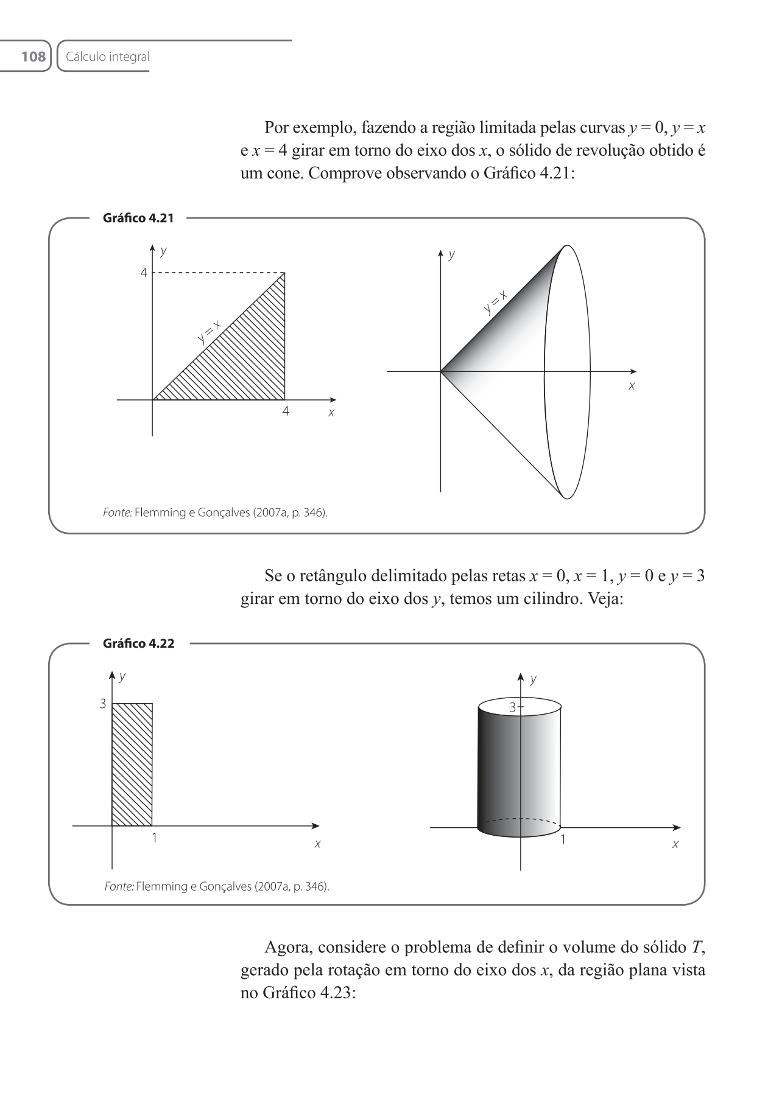 108 Cálculo integral
Por exemplo, fazendo a região limitada pelas curvas y = 0, y = x
e x = 4 girar em torno do eixo dos x, o sólido de revolução obtido é
um cone. Comprove observando o Gráfico 4.21:
Gráfico 4.21
y
4
y = x
4
x
y
y = x
x
Fonte: Flemming e Gonçalves (2007a, p. 346).
Se o retângulo delimitado pelas retas x = 0, x = 1, y = 0 e y = 3
girar em torno do eixo dos y, temos um cilindro. Veja:
Gráfico 4.22
y
3
1
x
y
3
1
x
Fonte: Flemming e Gonçalves (2007a, p. 346).
Agora, considere o problema de definir o volume do sólido T,
gerado pela rotação em torno do eixo dos x, da região plana vista
no Gráfico 4.23: